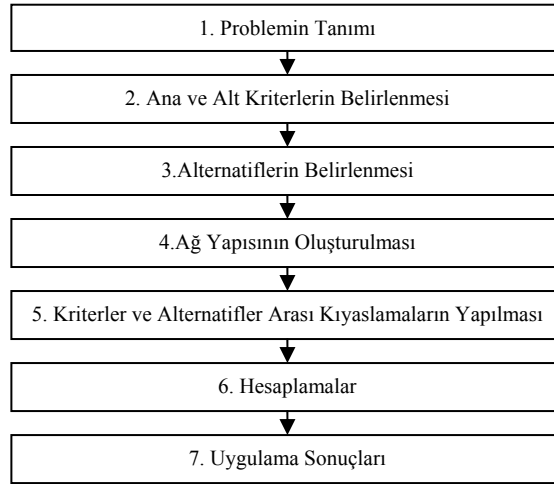 1. Problemin Tanımı
2. Ana ve Alt Kriterlerin Belirlenmesi
3.Alternatiflerin Belirlenmesi
4.Ağ Yapısının Oluşturulması
5. Kriterler ve Alternatifler Arası Kıyaslamaların Yapılması
6. Hesaplamalar
7. Uygulama Sonuçları